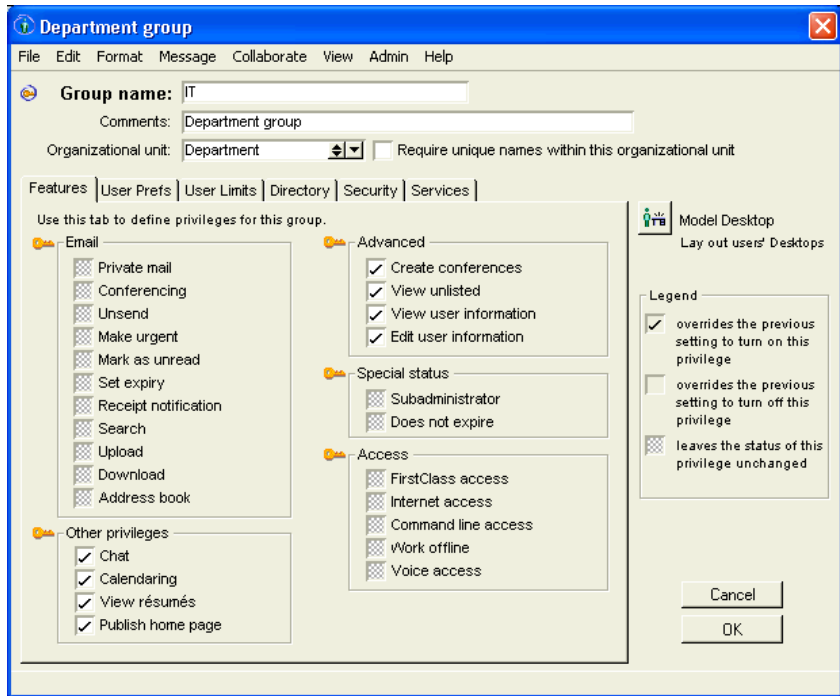 Department group
File Edit Format Message Collaborate View Admin Help
Group name: IT
Comments: Department group
Organizational unit: Department Require unique names within this organizational unit
Features User Prefs User Limits Directory Security Services
Use this tab to define privileges for this group.
Email
Private mail
Conferencing
Unsend
Make urgent
Mark as unread
Set expiry
Receipt notification
Search
Upload
Download
Address book
Other privileges
Chat
Calendaring
View résumés
Publish home page
Advanced
Create conferences
View unlisted
View user information
Edit user information
Special status
Subadministrator
Does not expire
Access
FirstClass access
Internet access
Command line access
Work offline
Voice access
Model Desktop
Lay out users' Desktops
Legend
overrides the previous
setting to turn on this
privilege
overrides the previous
setting to turn off this
privilege
leaves the status of this
privilege unchanged
Cancel
OK